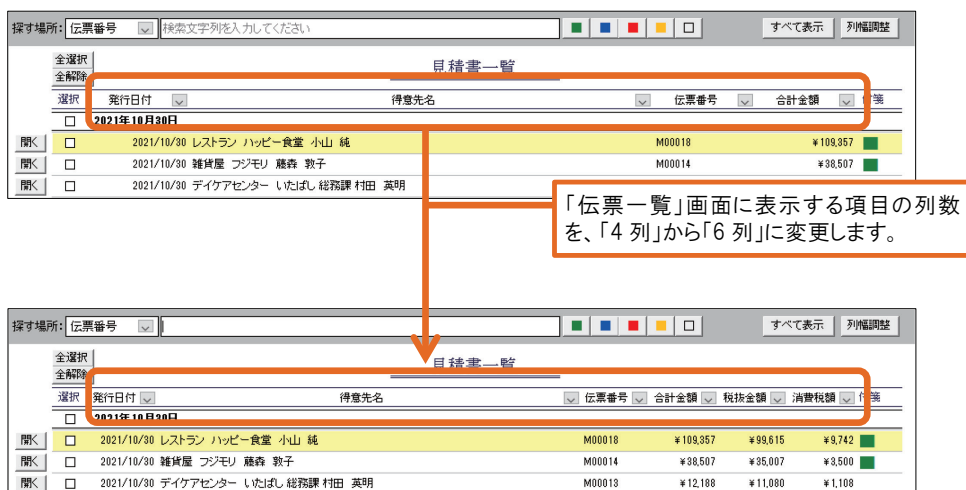 探す場所: 伝票番号 検索文字列を入力してください すべて表示 列幅調整
全選択
全解除
見積書一覧
選択 発行日付 得意先名 伝票番号 合計金額 付箋
2021年10月30日
開く 2021/10/30 レストラン ハッピー食堂 小山 純 M00018 ¥109,357
開く 2021/10/30 雑貨屋 フジモリ 藤森 敦子 M00014 ¥38,507
開く 2021/10/30 デイケアセンター いたばし 総務課 村田 英明
「伝票一覧」画面に表示する項目の列数
を、「4 列」から「6 列」に変更します。
探す場所: 伝票番号 すべて表示 列幅調整
全選択
全解除
見積書一覧
選択 発行日付 得意先名 伝票番号 合計金額 税抜金額 消費税額 付箋
2021年10月30日
開く 2021/10/30 レストラン ハッピー食堂 小山 純 M00018 ¥109,357 ¥99,615 ¥9,742
開く 2021/10/30 雑貨屋 フジモリ 藤森 敦子 M00014 ¥38,507 ¥35,007 ¥3,500
開く 2021/10/30 デイケアセンター いたばし 総務課 村田 英明 M00013 ¥12,188 ¥11,080 ¥1,108